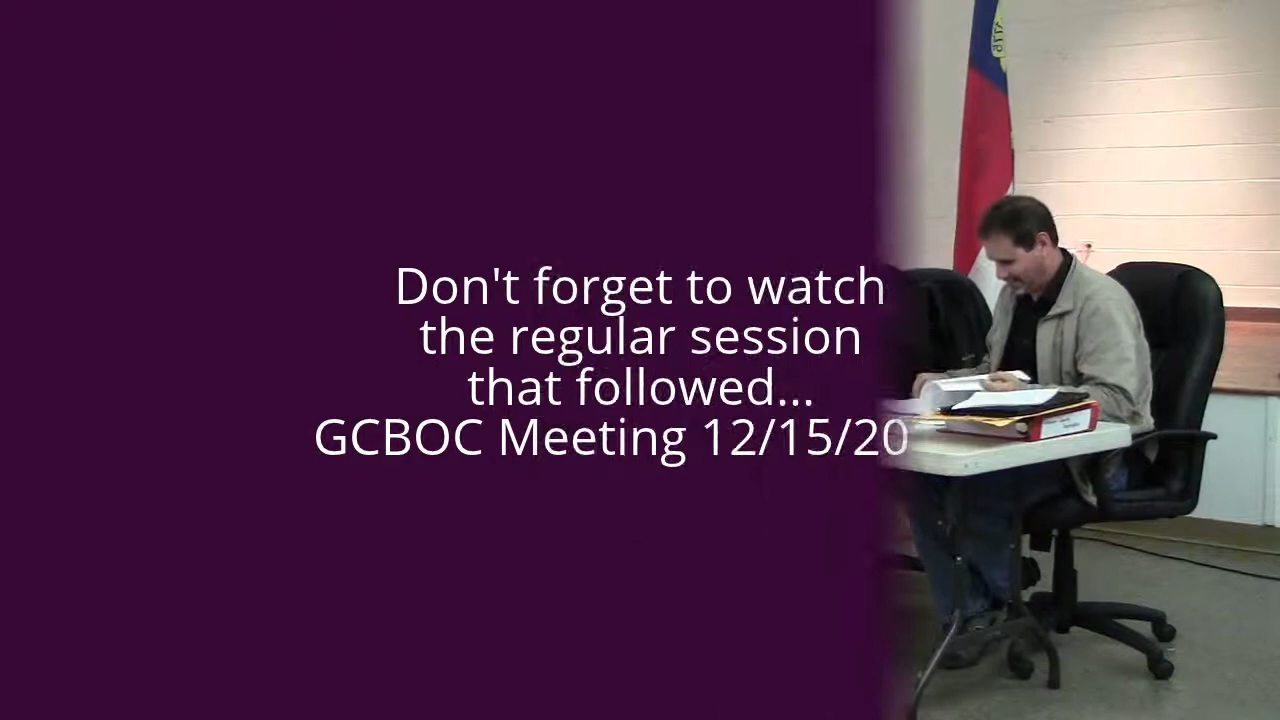 Don't forget to watch
the regular session
that followed...
GCBOC Meeting 12/15/20